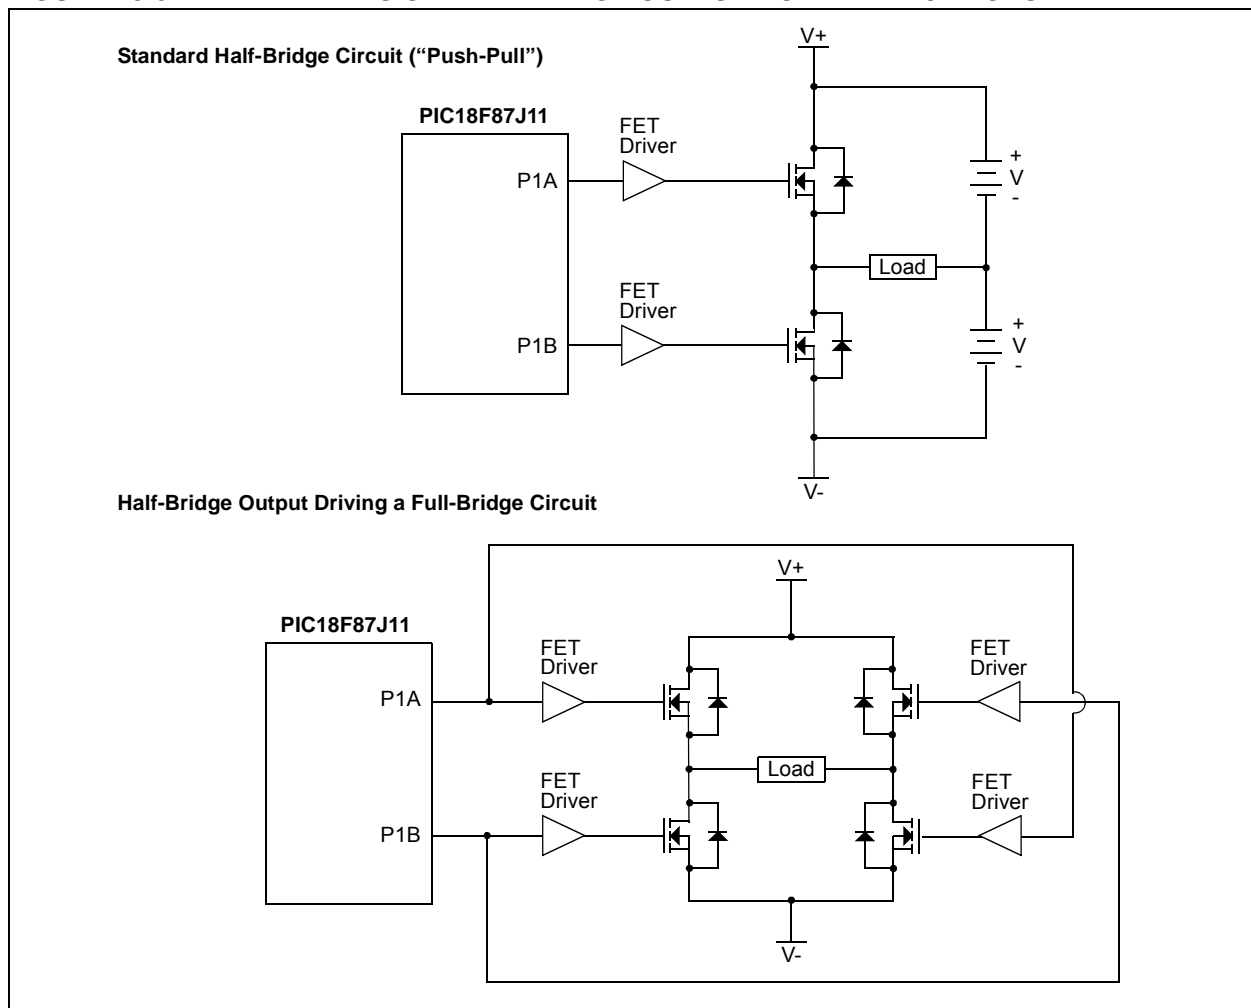 V+
Standard Half-Bridge Circuit (“Push-Pull”)
PIC18F87J11
FET
Driver
P1A
+
V
-
Load
FET
Driver
P1B
+
V
-
V-
Half-Bridge Output Driving a Full-Bridge Circuit
V+
PIC18F87J11
FET
Driver
FET
Driver
P1A
Load
FET
Driver
FET
Driver
P1B
V-